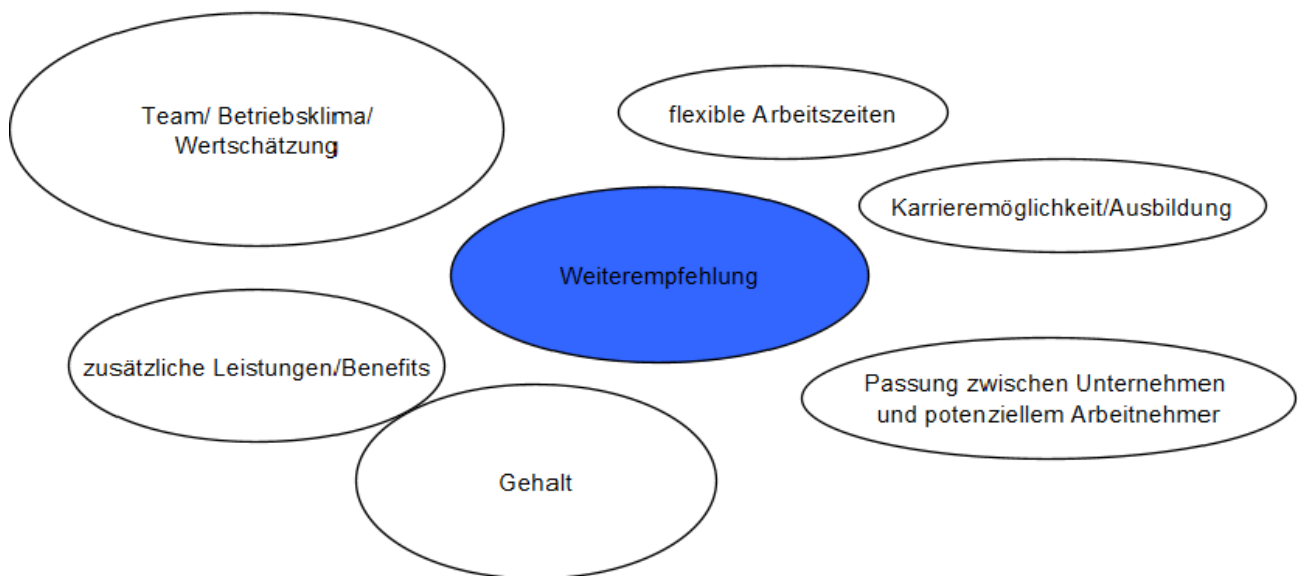 Team/ Betriebsklima/
Wertschätzung
flexible Arbeitszeiten
Karrieremöglichkeit/Ausbildung
Weiterempfehlung
zusätzliche Leistungen/Benefits
Passung zwischen Unternehmen
und potenziellem Arbeitnehmer
Gehalt